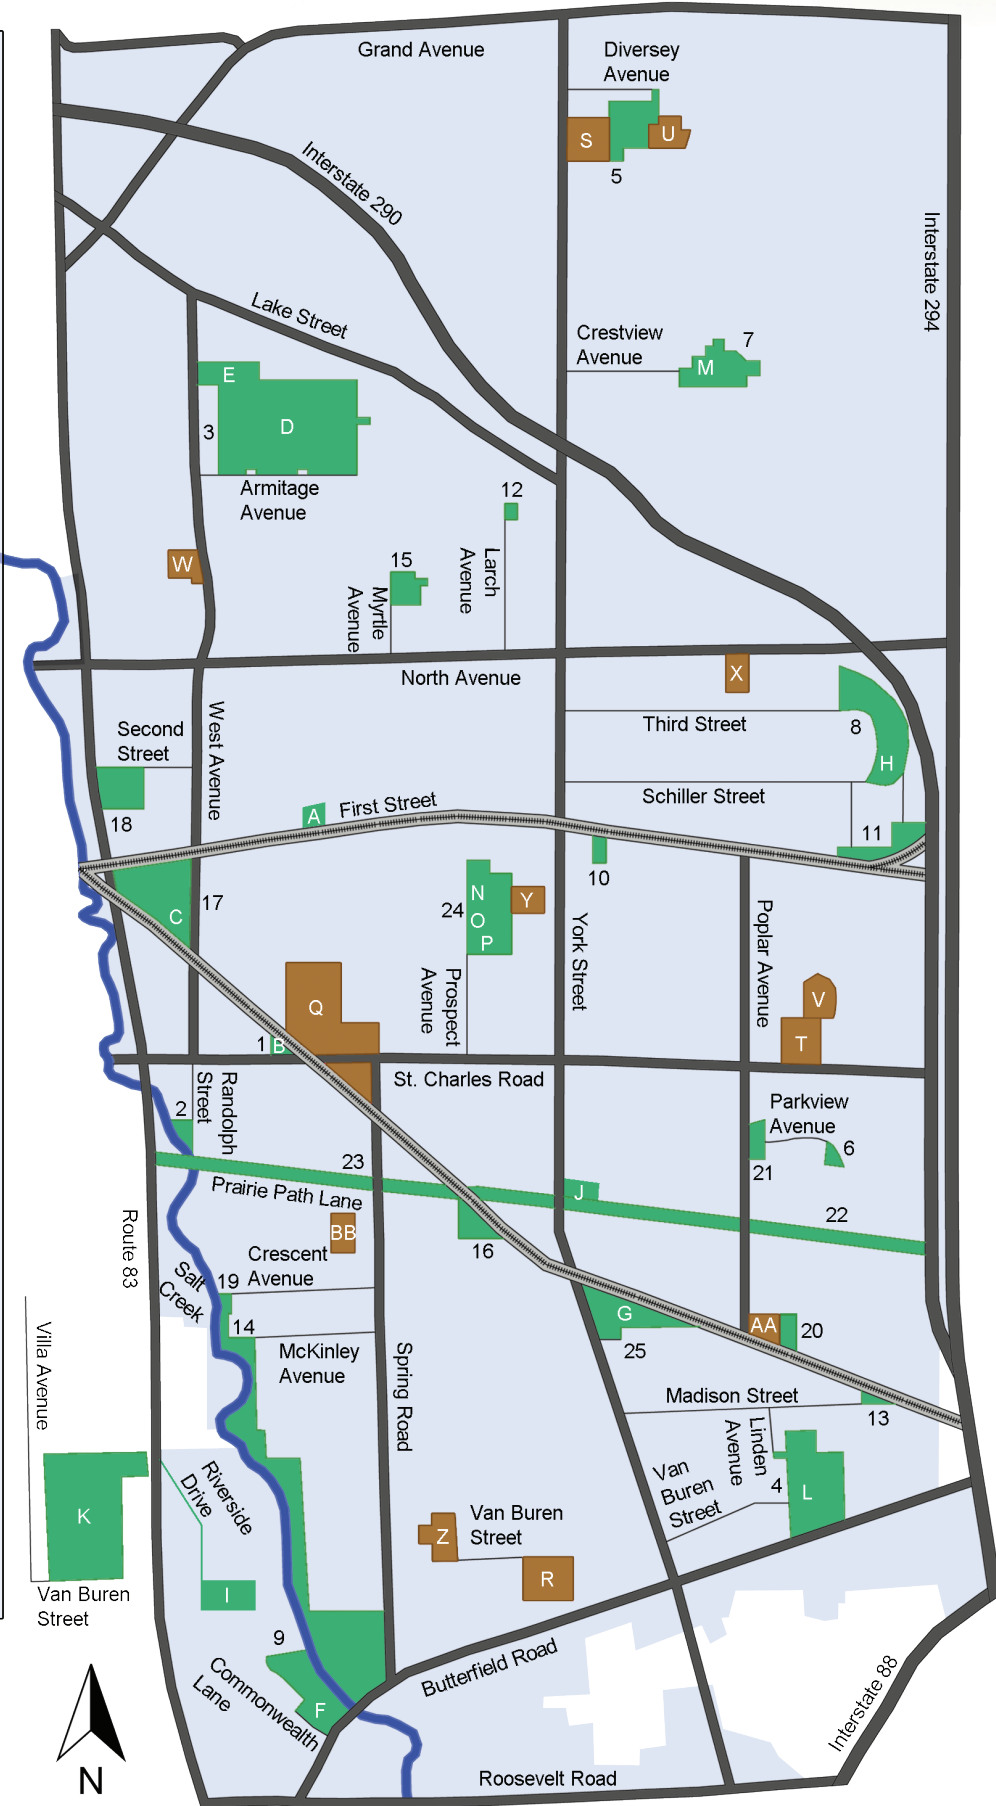 Grand Avenue
Diversey
Avenue
S
U
5
Interstate 290
Interstate 294
Lake Street
Crestview
Avenue
7
M
E
3
D
Armitage
Avenue
12
W
15
Myrtle
Avenue
Larch
Avenue
North Avenue
X
Second
Street
West Avenue
Third Street
8
H
Schiller Street
18
A
First Street
11
10
17
C
24
N
O
P
Y
York Street
Poplar Avenue
Prospect
Avenue
Q
V
T
1
B
St. Charles Road
Randolph
Street
2
Parkview
Avenue
6
21
23
Prairie Path Lane
J
22
Route 83
BB
16
Salt
Creek
19
Crescent
Avenue
14
McKinley
Avenue
G
25
AA
20
Villa Avenue
Spring Road
Madison Street
13
Linden
Avenue
Van
Buren
Street
4
L
K
Riverside
Drive
Z
Van Buren
Street
R
I
Van Buren
Street
9
Commonwealth
Lane
F
Butterfield Road
Interstate 88
N
Roosevelt Road